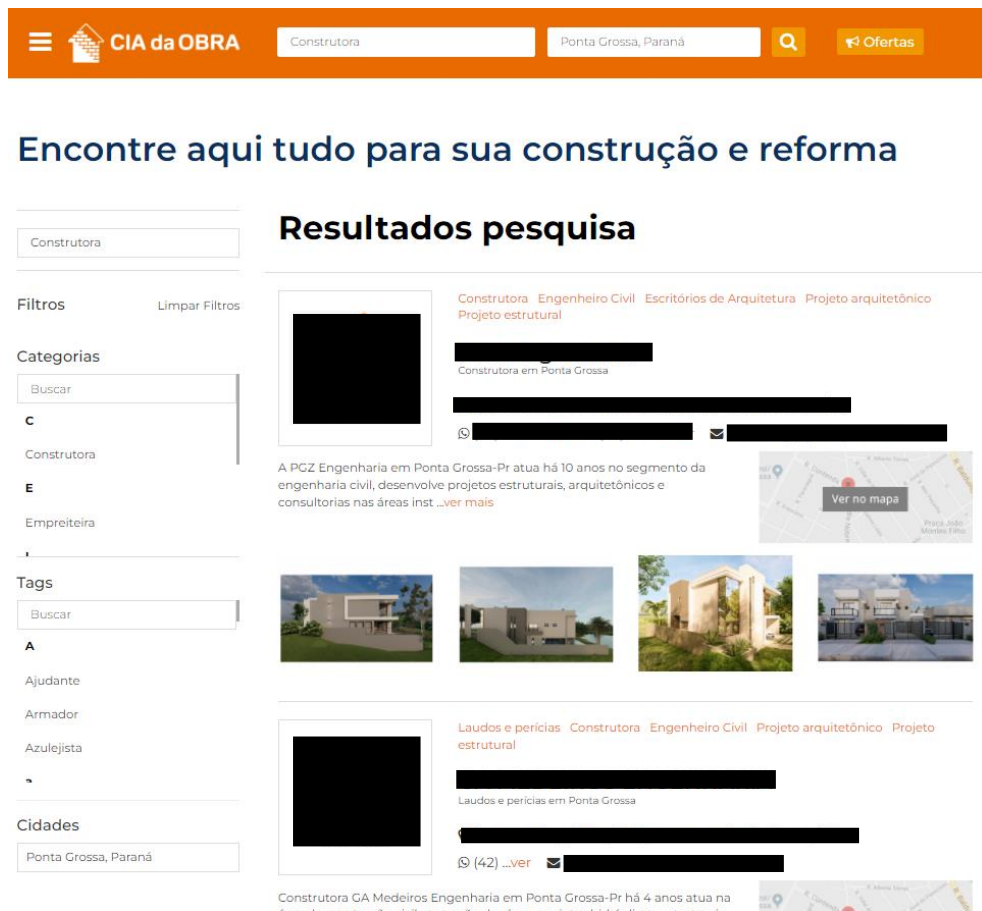 CIA da OBRA
Construtora
Ponta Grossa, Paraná
Ofertas
Encontre aqui tudo para sua construção e reforma
Construtora
Filtros
Limpar Filtros
Categorias
Buscar
C
Construtora
E
Empreiteira
Tags
Buscar
A
Ajudante
Armador
Azulejista
Cidades
Ponta Grossa, Paraná
Resultados pesquisa
Construtora Engenheiro Civil Escritórios de Arquitetura Projeto arquitetônico
Projeto estrutural
Construtora em Ponta Grossa
A PGZ Engenharia em Ponta Grossa-Pr atua há 10 anos no segmento da
engenharia civil, desenvolve projetos estruturais, arquitetônicos e
consultorias nas áreas inst ...ver mais
Ver no mapa
Laudos e perícias Construtora Engenheiro Civil Projeto arquitetônico Projeto
estrutural
Laudos e perícias em Ponta Grossa
(42) ...ver
Construtora GA Medeiros Engenharia em Ponta Grossa-Pr há 4 anos atua na